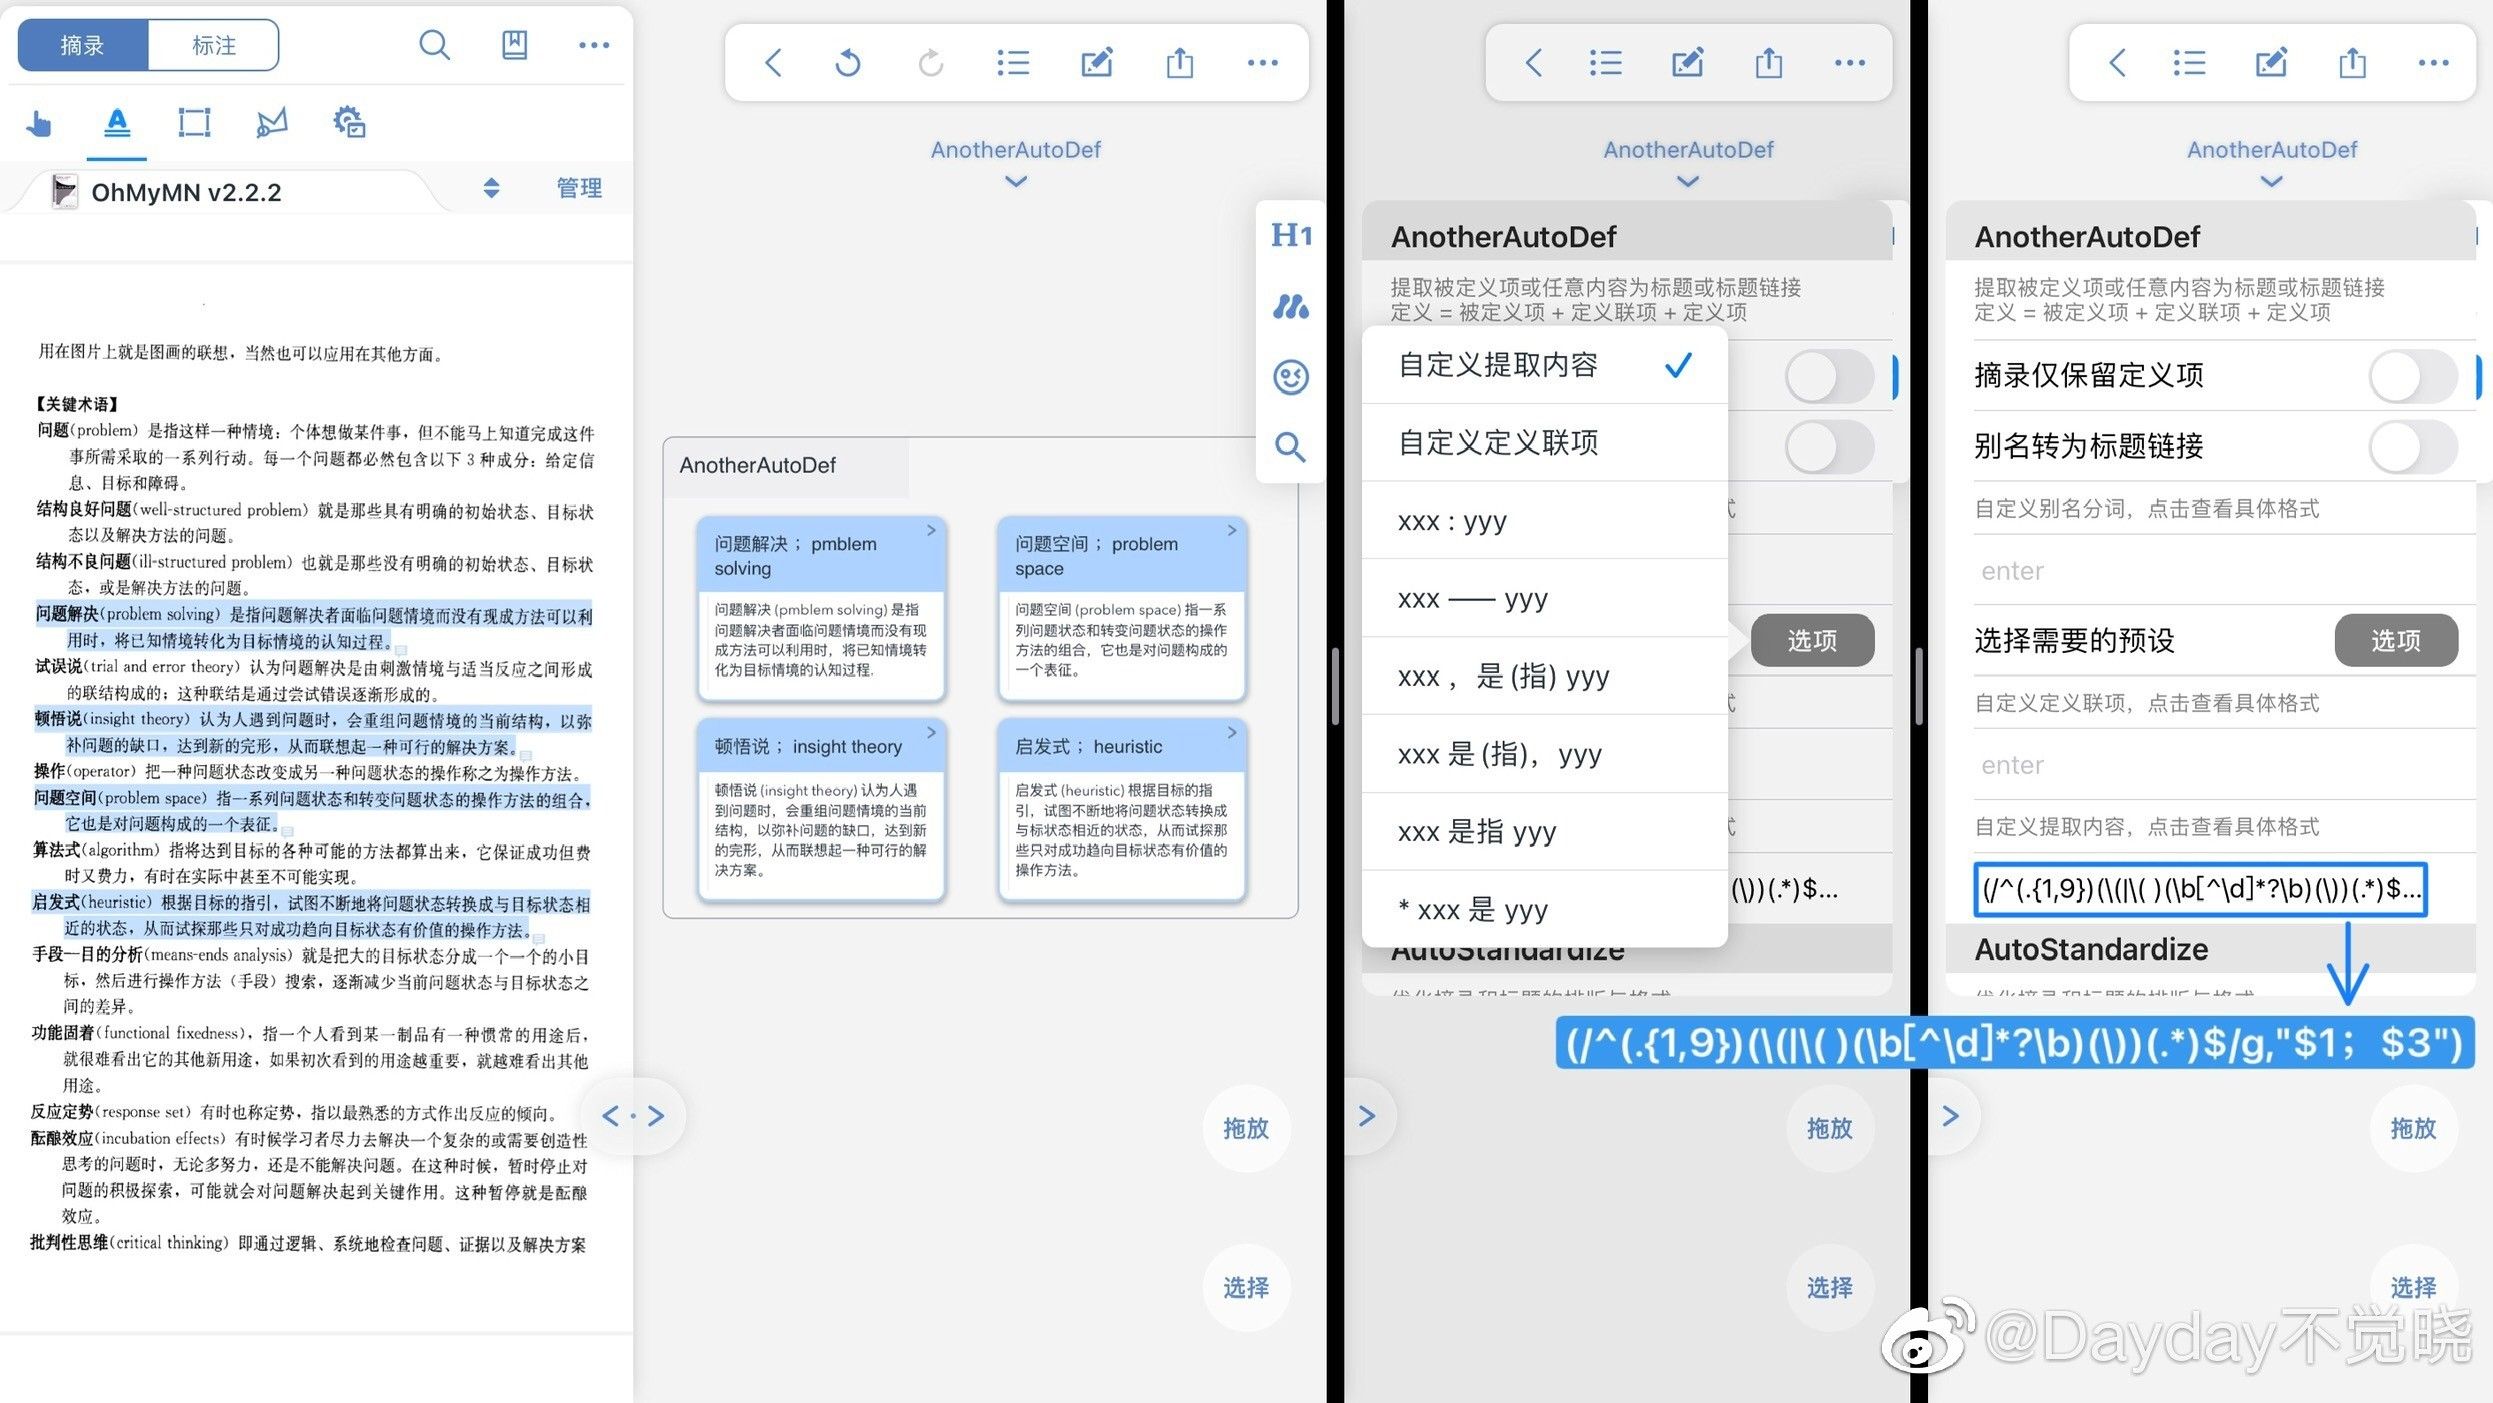 摘录
标注
OhMyMN v2.2.2
管理
用在图片上就是图画的联想，当然也可以应用在其他方面。
【关键术语】
问题(problem) 是指这样一种情境：个体想做某件事，但不能马上知道完成这件
事所需采取的一系列行动。每一个问题都必然包含以下 3 种成分：给定信
息、目标和障碍。
结构良好问题(well-structured problem) 就是那些具有明确的初始状态、目标状
态以及解决方法的问题。
结构不良问题(ill-structured problem) 也就是那些没有明确的初始状态、目标状
态，或是解决方法的问题。
问题解决(problem solving) 是指问题解决者面临问题情境而没有现成方法可以利
用时，将已知情境转化为目标情境的认知过程。
试误说(trial and error theory) 认为问题解决是由刺激情境与适当反应之间形成
的联结构成的；这种联结是通过尝试错误逐渐形成的。
顿悟说(insight theory) 认为人遇到问题时，会重组问题情境的当前结构，以弥
补问题的缺口，达到新的完形，从而联想起一种可行的解决方案。
操作(operator) 把一种问题状态改变成另一种问题状态的操作称之为操作方法。
问题空间(problem space) 指一系列问题状态和转变问题状态的操作方法的组合，
它也是对问题构成的一个表征。
算法式(algorithm) 指将达到目标的各种可能的方法都算出来，它保证成功但费
时又费力，有时在实际中甚至不可能实现。
启发式(heuristic) 根据目标的指引，试图不断地将问题状态转换成与目标状态相
近的状态，从而试探那些只对成功趋向目标状态有价值的操作方法。
手段—目的分析(means-ends analysis) 就是把大的目标状态分成一个一个的小目
标，然后进行操作方法（手段）搜索，逐渐减少当前问题状态与目标状态之
间的差异。
功能固着(functional fixedness)，指一个人看到某一制品有一种惯常的用途后，
就很难看出它的其他新用途，如果初次看到的用途越重要，就越难看出其他
用途。
反应定势(response set) 有时也称定势，指以最熟悉的方式作出反应的倾向。
酝酿效应(incubation effects) 有时候学习者尽力去解决一个复杂的或需要创造性
思考的问题时，无论多努力，还是不能解决问题。在这种时候，暂时停止对
问题的积极探索，可能就会对问题解决起到关键作用。这种暂停就是酝酿
效应。
批判性思维(critical thinking) 即通过逻辑、系统地检查问题、证据以及解决方案
AnotherAutoDef
H1
AnotherAutoDef
问题解决； pmblem
solving
问题解决 (pmblem solving) 是指
问题解决者面临问题情境而没有现
成方法可以利用时，将已知情境转
化为目标情境的认知过程.
问题空间； problem
space
问题空间 (problem space) 指一系
列问题状态和转变问题状态的操作
方法的组合，它也是对问题构成的
一个表征。
顿悟说； insight theory
顿悟说 (insight theory) 认为人遇
到问题时，会重组问题情境的当前
结构，以弥补问题的缺口，达到新
的完形，从而联想起一种可行的解
决方案。
启发式； heuristic
启发式 (heuristic) 根据目标的指
引，试图不断地将问题状态转换成
与标状态相近的状态，从而试探那
些只对成功趋向目标状态有价值的
操作方法。
拖放
选择
AnotherAutoDef
AnotherAutoDef
提取被定义项或任意内容为标题或标题链接
定义 = 被定义项 + 定义联项 + 定义项
自定义提取内容
自定义定义联项
xxx : yyy
xxx —— yyy
xxx ，是 (指) yyy
xxx 是 (指)，yyy
xxx 是指 yyy
* xxx 是 yyy
选项
(\))(.*)$...
AutoStandardize
拖放
选择
AnotherAutoDef
AnotherAutoDef
提取被定义项或任意内容为标题或标题链接
定义 = 被定义项 + 定义联项 + 定义项
摘录仅保留定义项
别名转为标题链接
自定义别名分词，点击查看具体格式
enter
选择需要的预设
选项
自定义定义联项，点击查看具体格式
enter
自定义提取内容，点击查看具体格式
(/^(.{1,9})(\(|\( )(\b[^\d]*?\b)(\))(.*)$...
AutoStandardize
(/^(.{1,9})(\(|\( )(\b[^\d]*?\b)(\))(.*)$/g,"$1；$3")
拖放
选择
@Dayday不觉晓